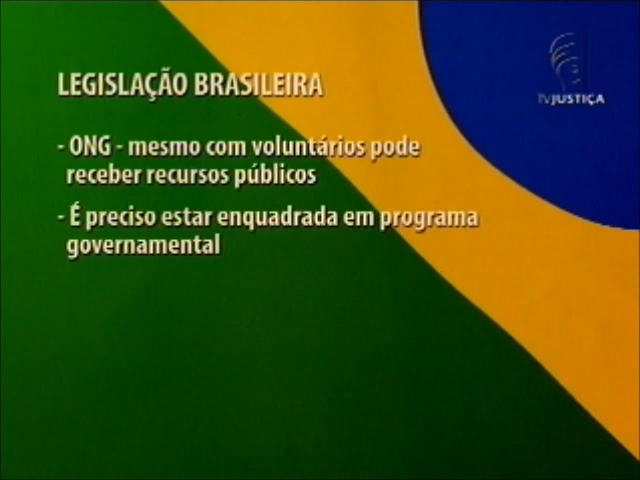 TVJUSTIÇA
LEGISLAÇÃO BRASILEIRA
- ONG - mesmo com voluntários pode
receber recursos públicos
- É preciso estar enquadrada em programa
governamental